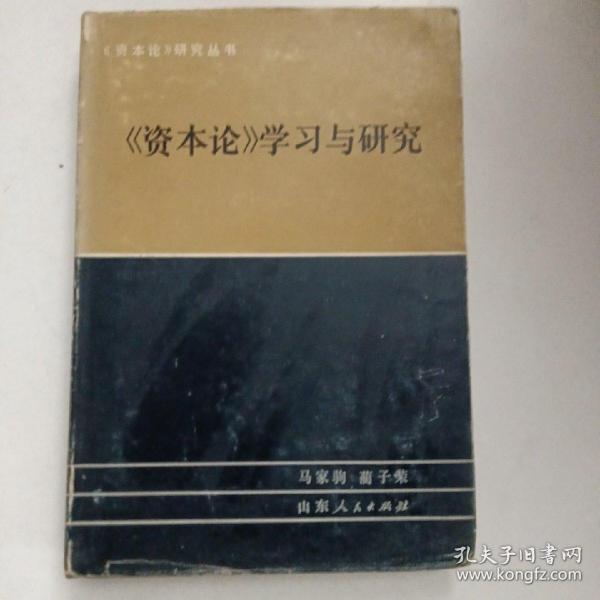 《资本论》研究丛书
《资本论》学习与研究
马家驹 蔺子荣
山东人民出版社
孔夫子旧书网
www.kongfz.com